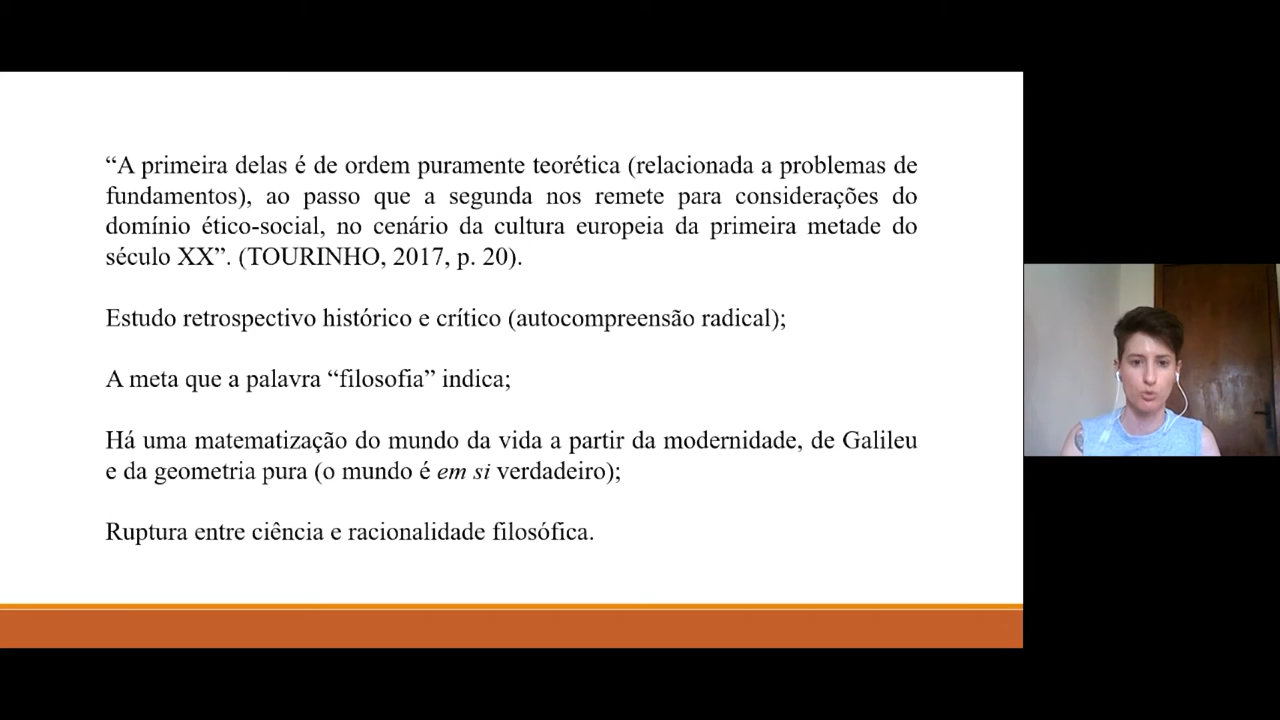 “A primeira delas é de ordem puramente teorética (relacionada a problemas de
fundamentos), ao passo que a segunda nos remete para considerações do
domínio ético-social, no cenário da cultura europeia da primeira metade do
século XX”. (TOURINHO, 2017, p. 20).
Estudo retrospectivo histórico e crítico (autocompreensão radical);
A meta que a palavra “filosofia” indica;
Há uma matematização do mundo da vida a partir da modernidade, de Galileu
e da geometria pura (o mundo é em si verdadeiro);
Ruptura entre ciência e racionalidade filosófica.